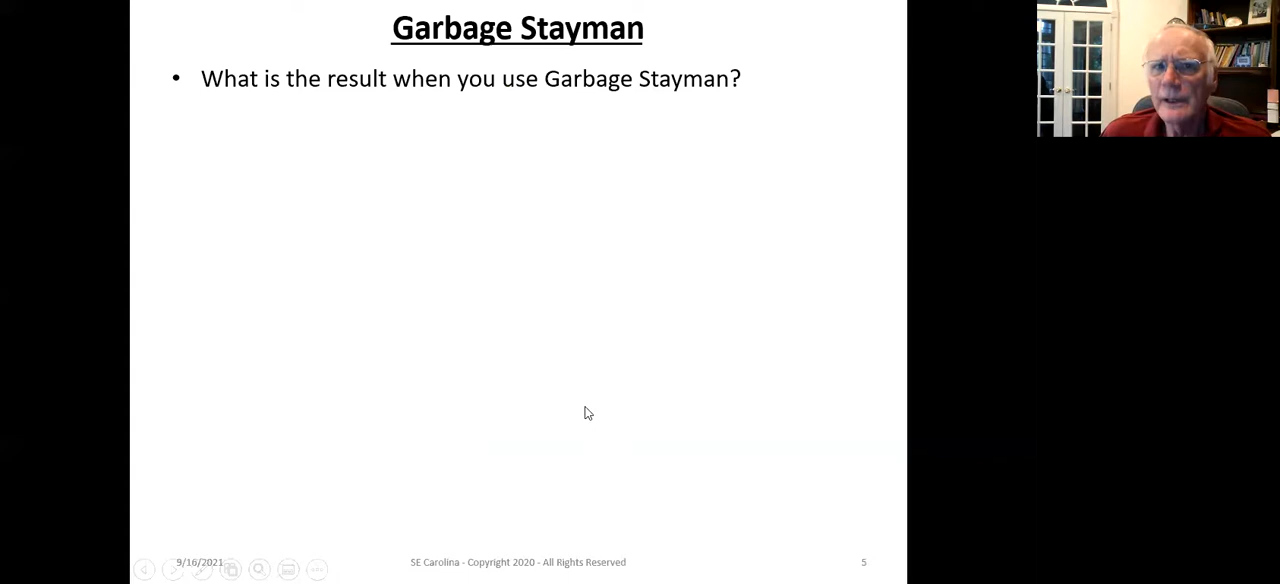 Garbage Stayman
• What is the result when you use Garbage Stayman?
9/16/2021
SE Carolina - Copyright 2020 - All Rights Reserved
5